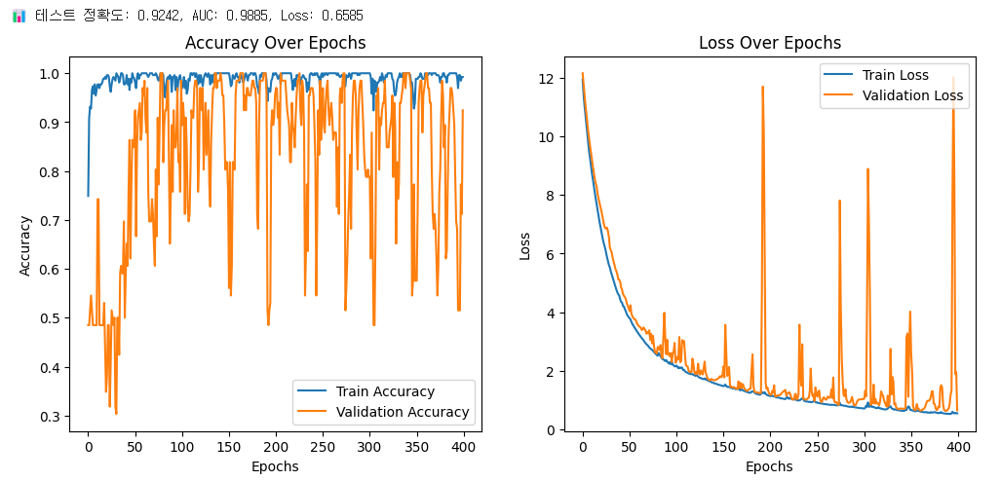 테스트 정확도: 0.9242, AUC: 0.9885, Loss: 0.6585
Accuracy Over Epochs
1.0
0.9
0.8
0.7
0.6
0.5
0.4
0.3
Accuracy
Train Accuracy
Validation Accuracy
0 50 100 150 200 250 300 350 400
Epochs
Loss Over Epochs
12
10
8
6
4
2
0
Loss
Train Loss
Validation Loss
0 50 100 150 200 250 300 350 400
Epochs